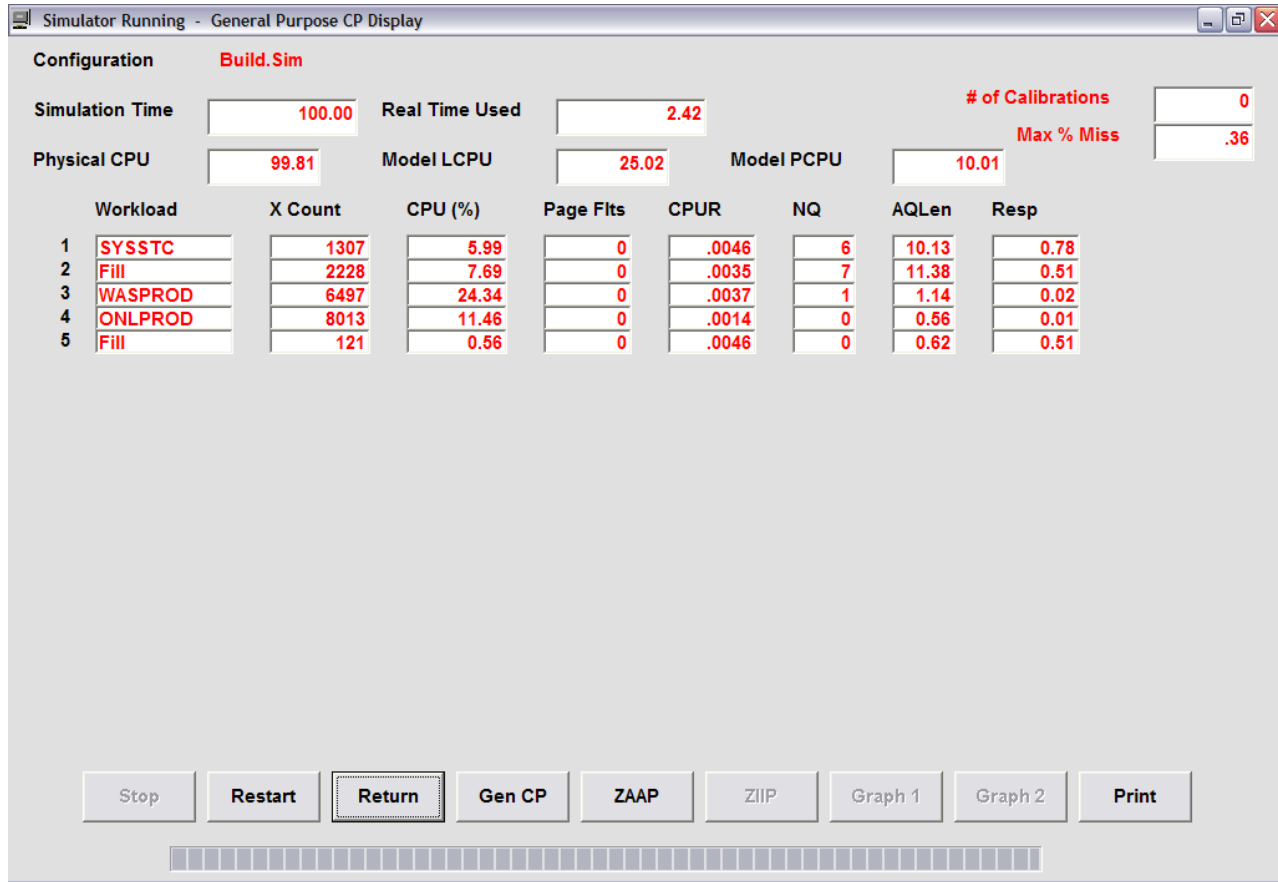 Simulator Running - General Purpose CP Display
Configuration Build.Sim
# of Calibrations 0
Simulation Time 100.00 Real Time Used 2.42
Max % Miss .36
Physical CPU 99.81 Model LCPU 25.02 Model PCPU 10.01
Workload X Count CPU (%) Page Flts CPUR NQ AQLen Resp
1 SYSSTC 1307 5.99 0 .0046 6 10.13 0.78
2 Fill 2228 7.69 0 .0035 7 11.38 0.51
3 WASPROD 6497 24.34 0 .0037 1 1.14 0.02
4 ONLPROD 8013 11.46 0 .0014 0 0.56 0.01
5 Fill 121 0.56 0 .0046 0 0.62 0.51
Stop Restart Return Gen CP ZAAP ZIIP Graph 1 Graph 2 Print